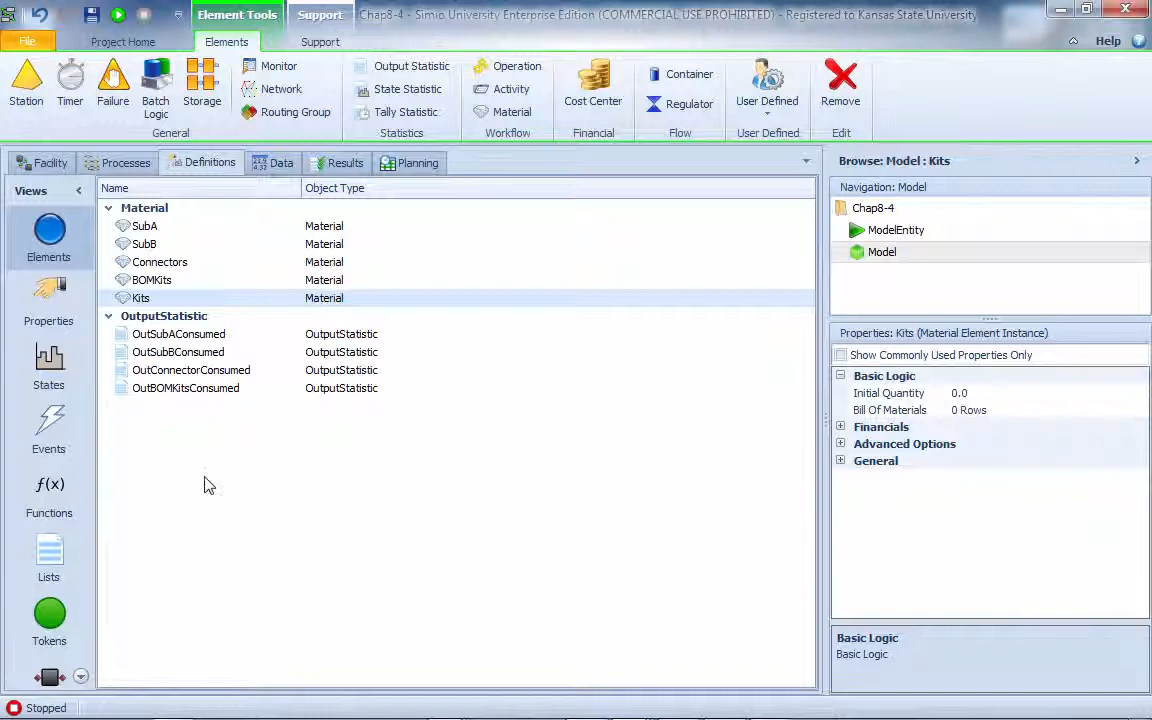 Element Tools
Support
Chap8-4 - Simio University Enterprise Edition (COMMERCIAL USE PROHIBITED) - Registered to Kansas State University
File
Project Home
Elements
Support
Help
Station
Timer
Failure
Batch Logic
Storage
Monitor
Network
Routing Group
General
Output Statistic
State Statistic
Tally Statistic
Statistics
Operation
Activity
Material
Workflow
Cost Center
Financial
Container
Regulator
Flow
User Defined
User Defined
Remove
Edit
Facility
Processes
Definitions
Data
Results
Planning
Views
Elements
Properties
States
Events
f(x)
Functions
Lists
Tokens
Name
Object Type
Material
SubA Material
SubB Material
Connectors Material
BOMKits Material
Kits Material
OutputStatistic
OutSubAConsumed OutputStatistic
OutSubBConsumed OutputStatistic
OutConnectorConsumed OutputStatistic
OutBOMKitsConsumed OutputStatistic
Browse: Model : Kits
Navigation: Model
Chap8-4
ModelEntity
Model
Properties: Kits (Material Element Instance)
Show Commonly Used Properties Only
Basic Logic
Initial Quantity 0.0
Bill Of Materials 0 Rows
Financials
Advanced Options
General
Basic Logic
Basic Logic
Stopped